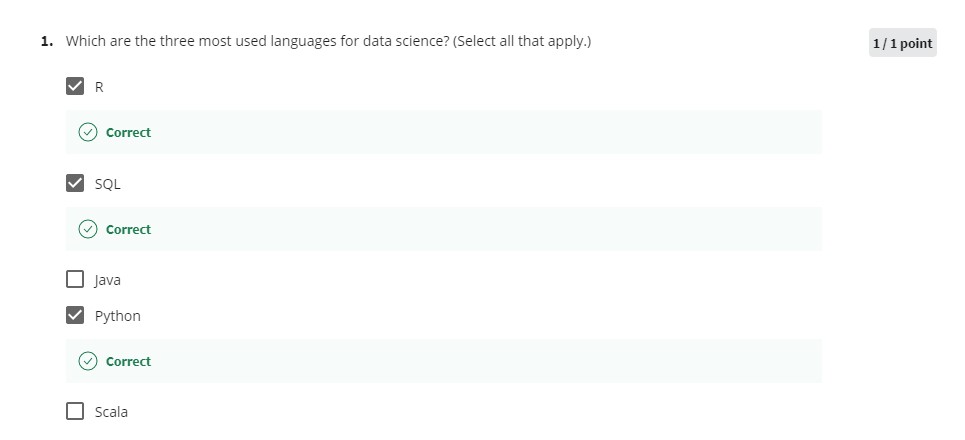 1. Which are the three most used languages for data science? (Select all that apply.)
1 / 1 point
R
Correct
SQL
Correct
Java
Python
Correct
Scala